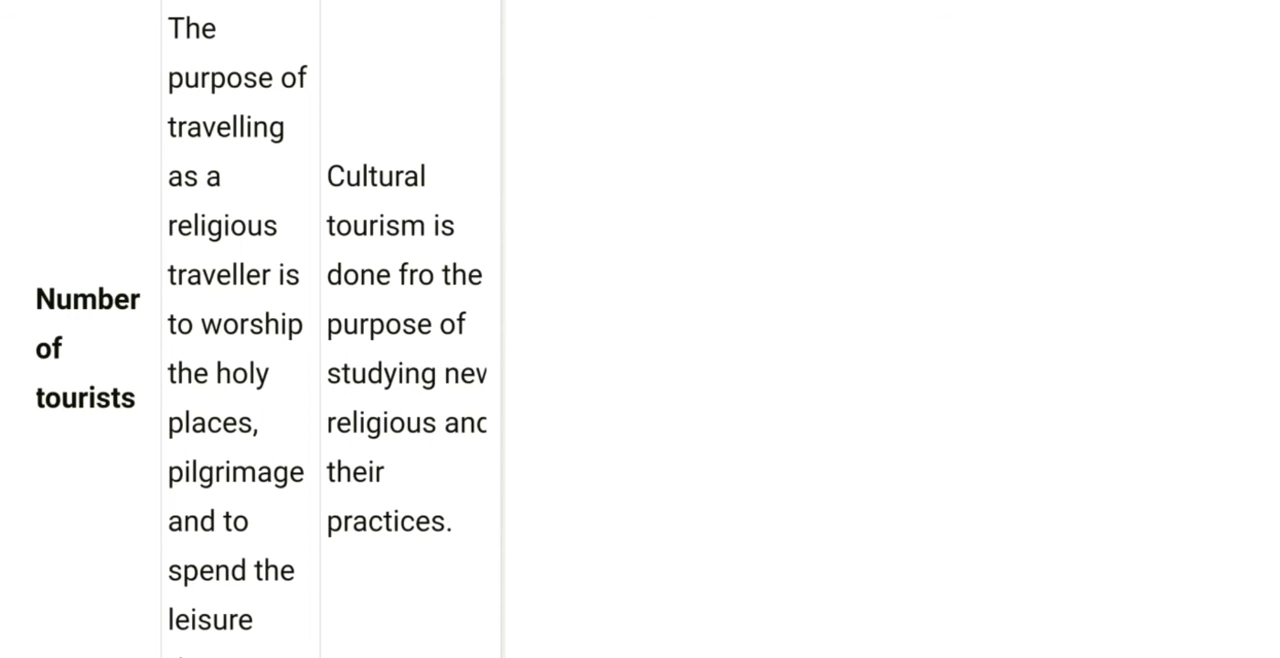 Number
of
tourists
The
purpose of
travelling
as a
religious
traveller is
to worship
the holy
places,
pilgrimage
and to
spend the
leisure
Cultural
tourism is
done fro the
purpose of
studying
religious
their
practices.